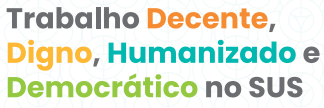 Trabalho Decente,
Digno, Humanizado e
Democrático no SUS